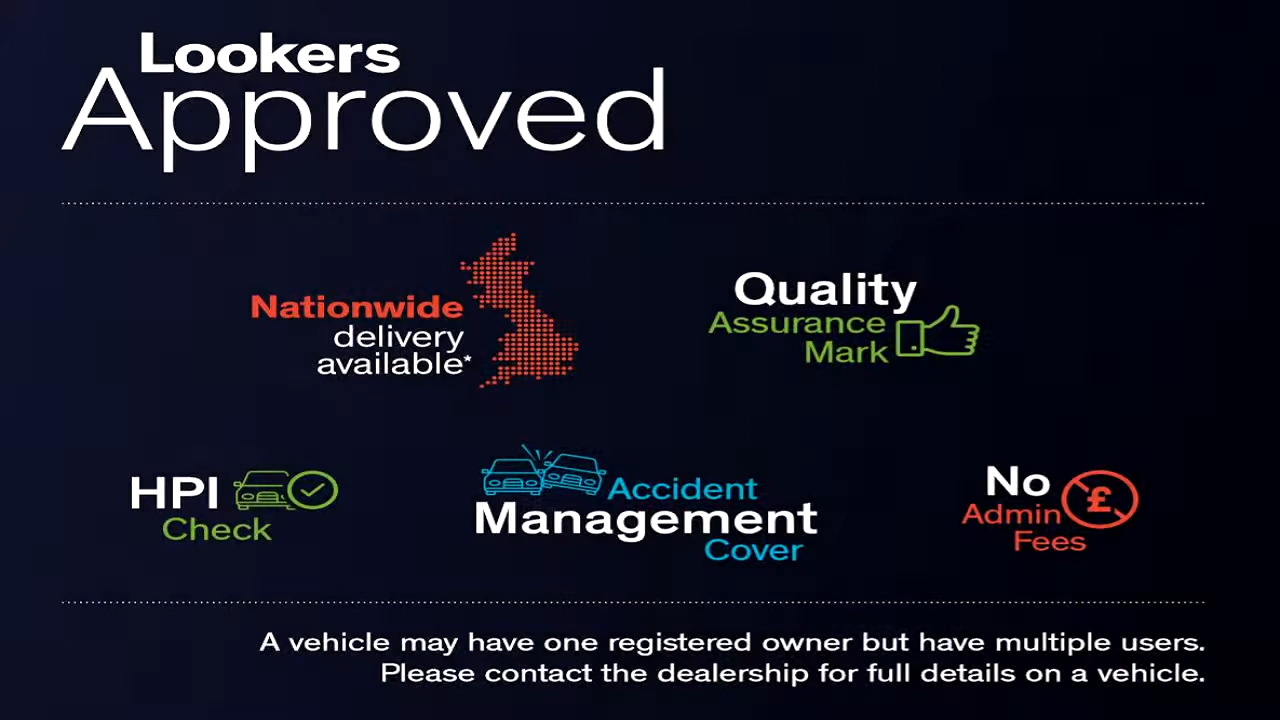 Lookers
Approved
Nationwide
delivery
available*
Quality
Assurance
Mark
HPI
Check
Accident
Management
Cover
No
£
Admin
Fees
A vehicle may have one registered owner but have multiple users.
Please contact the dealership for full details on a vehicle.